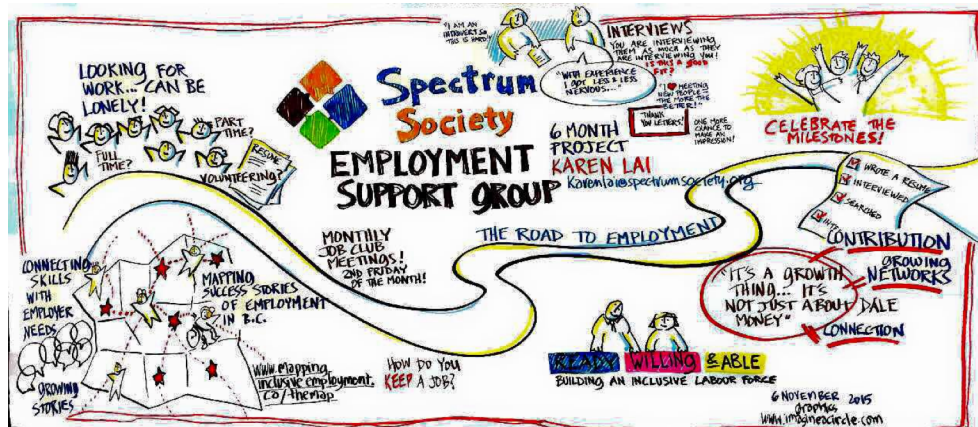 LOOKING FOR
WORK... CAN BE
LONELY!
PART
TIME?
FULL
TIME?
RESUME
VOLUNTEERING?
Spectrum
Society
EMPLOYMENT
SUPPORT GROUP
"I AM AN
INTROVERT SO
THIS IS HARD!"
"WITH EXPERIENCE
I GOT LESS & LESS
NERVOUS..."
INTERVIEWS
YOU ARE INTERVIEWING
THEM AS MUCH AS THEY
ARE INTERVIEWING YOU!
IS THIS A GOOD
FIT?
"I ♥ MEETING
NEW PEOPLE =
THE MORE THE
BETTER!"
THANK
YOU LETTERS!
ONE MORE
CHANCE TO
MAKE AN
IMPRESSION!
6 MONTH
PROJECT
KAREN LAI
Karenlai@spectrumsociety.org
CELEBRATE THE
MILESTONES!
WROTE A RESUME
INTERVIEWED
SEARCHED
THE ROAD TO EMPLOYMENT
MONTHLY
JOB CLUB
MEETINGS!
2ND FRIDAY
OF THE MONTH!
CONNECTING
SKILLS
WITH
EMPLOYER
NEEDS
GROWING
STORIES
MAPPING
SUCCESS STORIES
OF EMPLOYMENT
IN B.C.
www.mapping
inclusive employment.
co/themap
HOW DO YOU
KEEP A JOB?
READY WILLING & ABLE
BUILDING AN INCLUSIVE LABOUR FORCE
CONTRIBUTION
GROWING
NETWORKS
"IT'S A GROWTH
THING... IT'S
NOT JUST ABOUT
MONEY"
DALE
CONNECTION
6 NOVEMBER 2015
graphics
www.imagineacircle.com